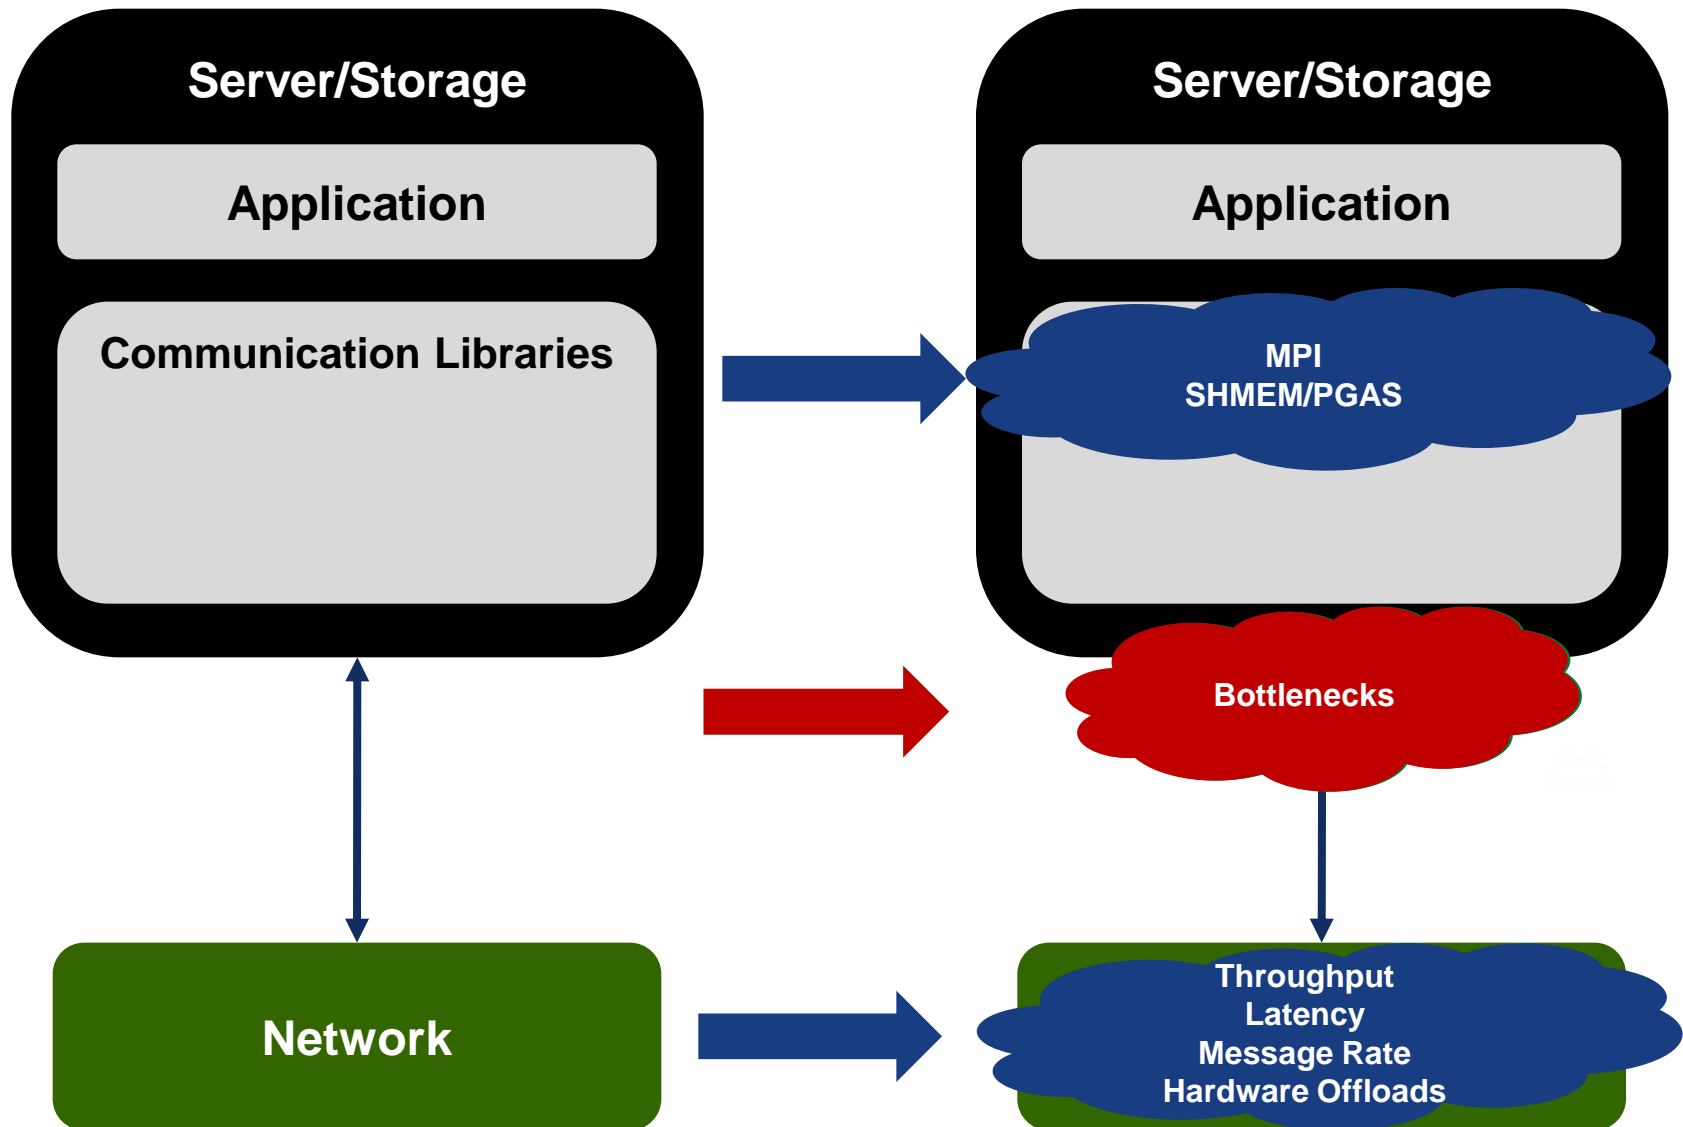 Server/Storage
Application
Communication Libraries
Network
Server/Storage
Application
MPI
SHMEM/PGAS
Bottlenecks
Throughput
Latency
Message Rate
Hardware Offloads